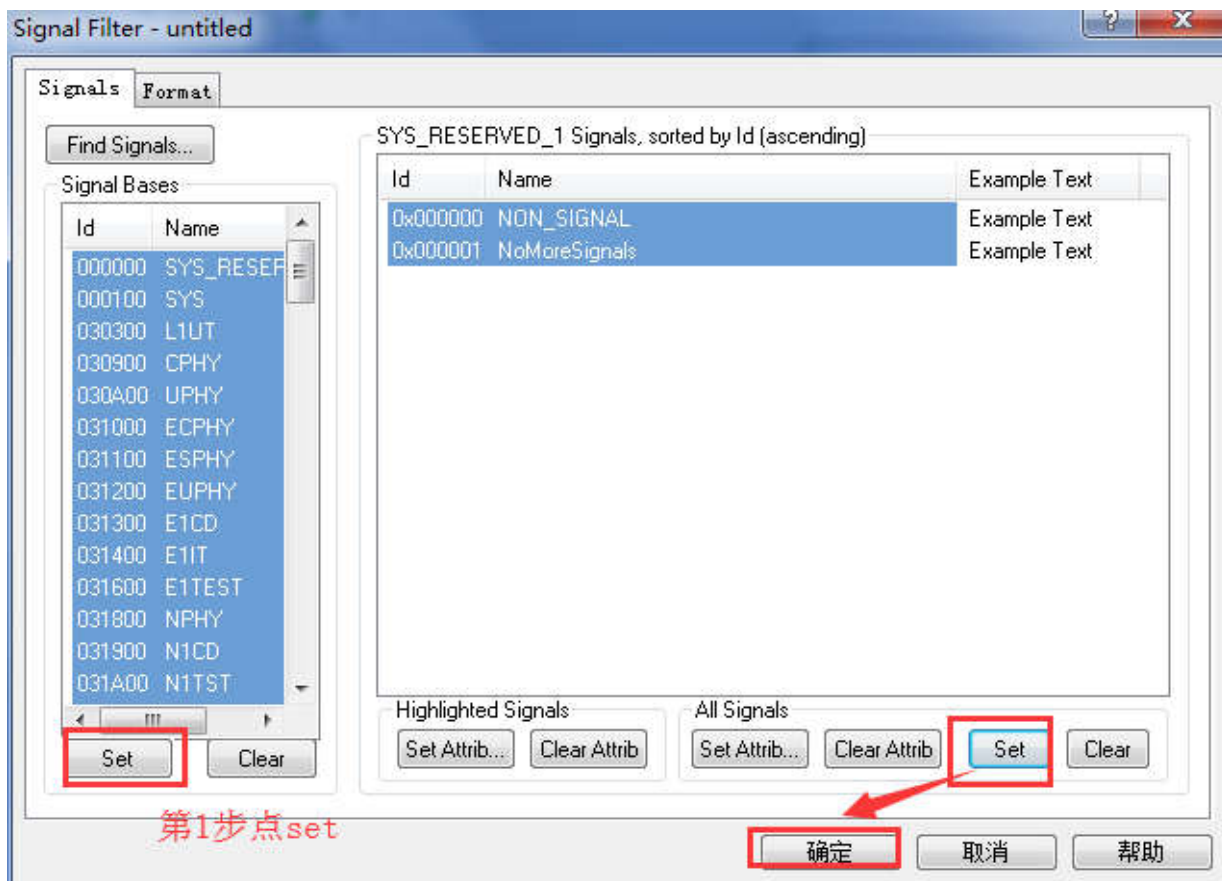 Signal Filter - untitled
Signals Format
Find Signals...
Signal Bases
Id Name
000000 SYS_RESEF
000100 SYS
030300 L1UT
030900 CPHY
030A00 UPHY
031000 ECPHY
031100 ESPHY
031200 EUPHY
031300 E1CD
031400 E1IT
031600 E1TEST
031800 NPHY
031900 N1CD
031A00 N1TST
Set Clear
第1步点set
SYS_RESERVED_1 Signals, sorted by Id (ascending)
Id Name Example Text
0x000000 NON_SIGNAL Example Text
0x000001 NoMoreSignals Example Text
Highlighted Signals
Set Attrib... Clear Attrib
All Signals
Set Attrib... Clear Attrib Set Clear
确定 取消 帮助